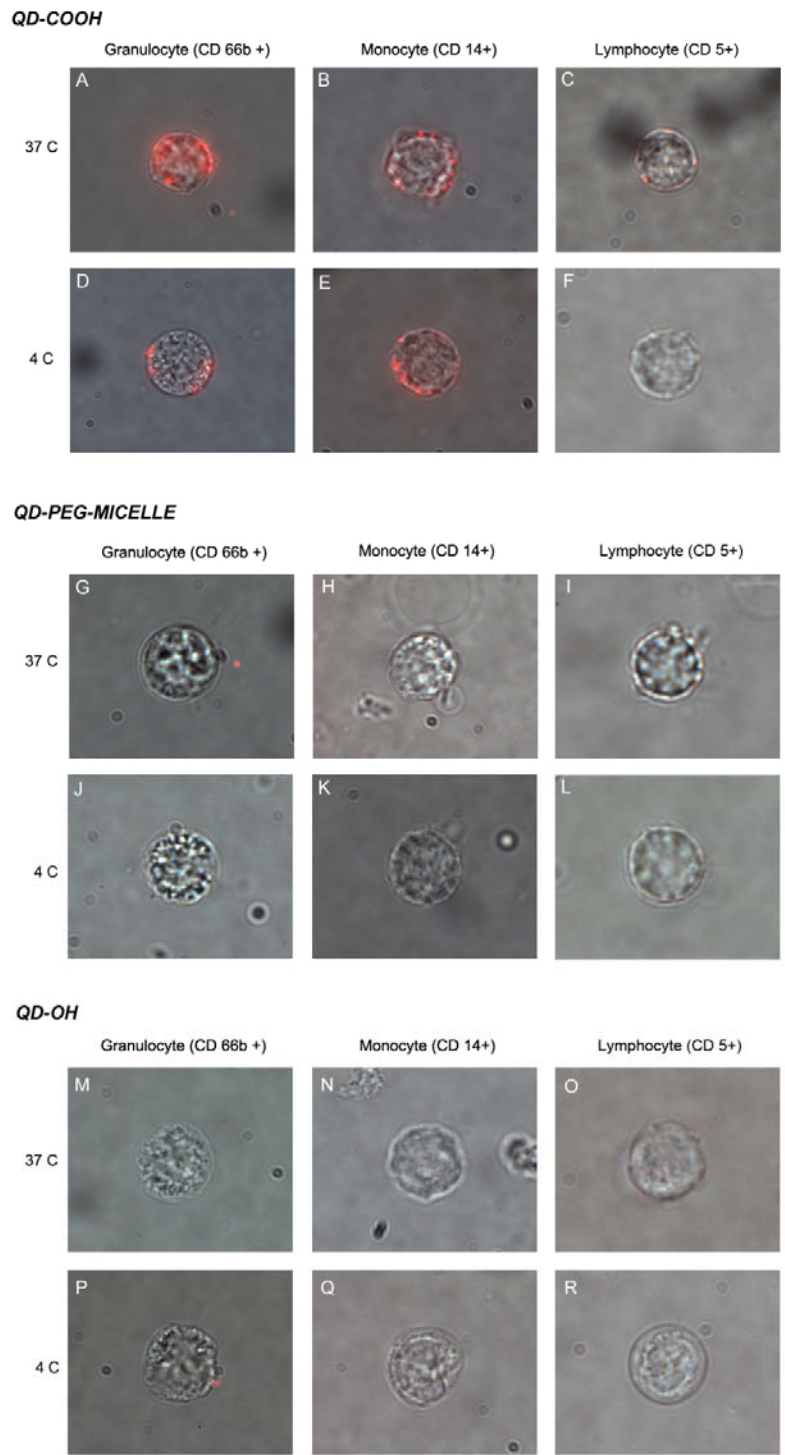 QD-COOH
Granulocyte (CD 66b +) Monocyte (CD 14+) Lymphocyte (CD 5+)
A B C
37 C
D E F
4 C
QD-PEG-MICELLE
Granulocyte (CD 66b +) Monocyte (CD 14+) Lymphocyte (CD 5+)
G H I
37 C
J K L
4 C
QD-OH
Granulocyte (CD 66b +) Monocyte (CD 14+) Lymphocyte (CD 5+)
M N O
37 C
P Q R
4 C